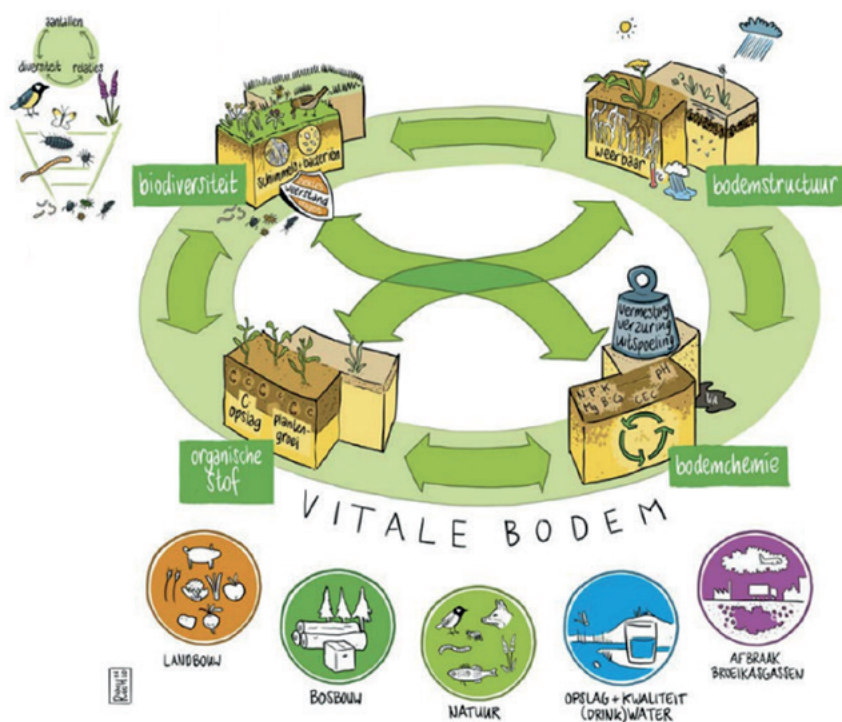 aantallen
diversiteit relaties
biodiversiteit
schimmels + bacteriën
weerstand
weerbaar
bodemstructuur
vermesting
verzuring
uitspoeling
N P K
Mg B Ca
CEC
pH
bodemchemie
C C C C C C
C
opslag
planten-
groei
organische
stof
VITALE BODEM
LANDBOUW
BOSBOUW
NATUUR
OPSLAG + KWALITEIT
(DRINK)WATER
AFBRAAK
BROEIKASGASSEN